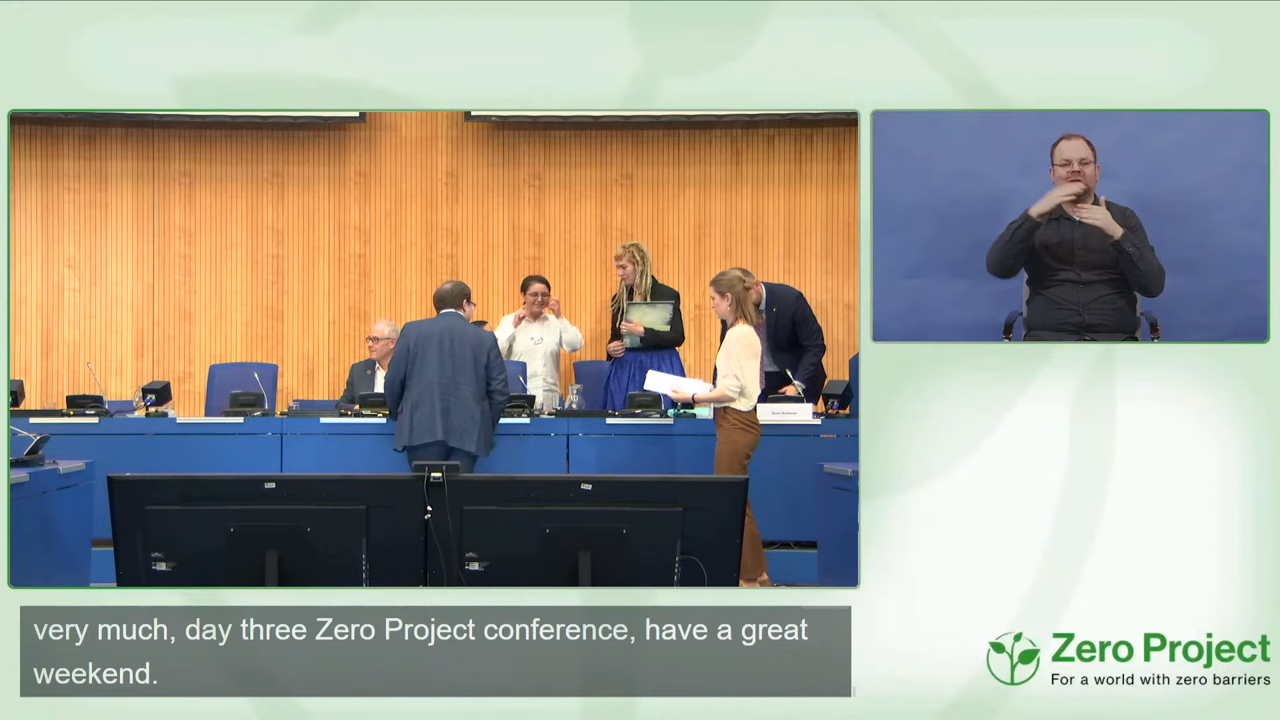 very much, day three Zero Project conference, have a great
weekend.
Zero Project
For a world with zero barriers